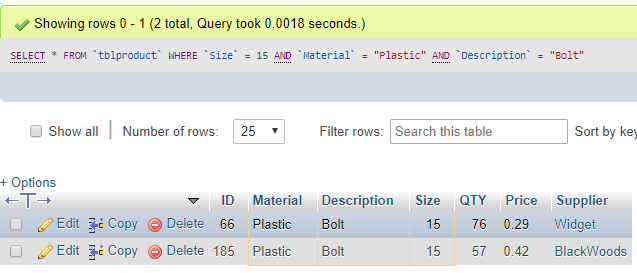 Showing rows 0 - 1 (2 total, Query took 0.0018 seconds.)
SELECT * FROM `tblproduct` WHERE `Size` = 15 AND `Material` = "Plastic" AND `Description` = "Bolt"
Show all Number of rows: 25 Filter rows: Search this table Sort by key
+ Options
←T→ ID Material Description Size QTY Price Supplier
Edit Copy Delete 66 Plastic Bolt 15 76 0.29 Widget
Edit Copy Delete 185 Plastic Bolt 15 57 0.42 BlackWoods